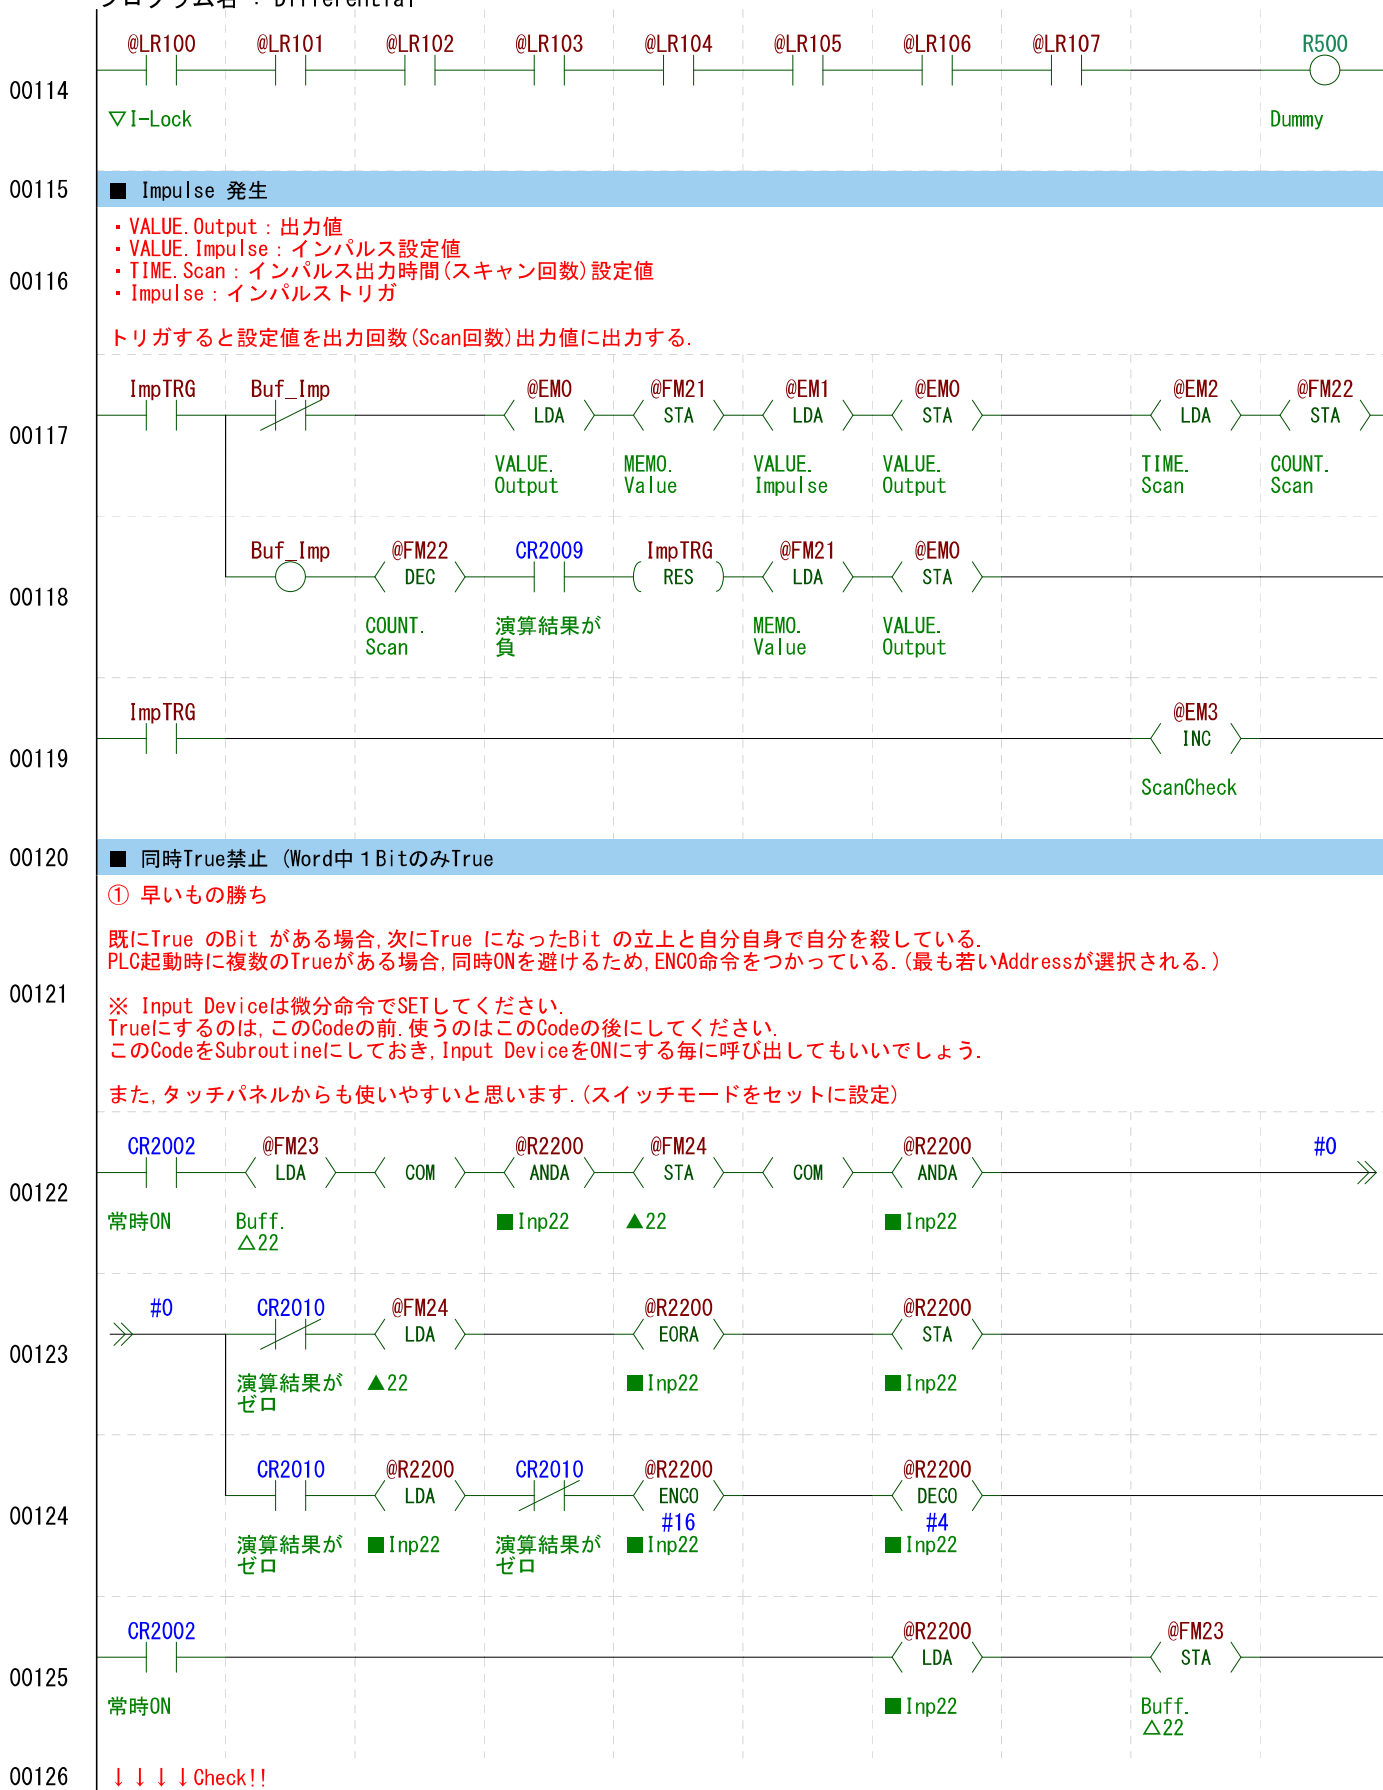 プログラム名 : Differential
@LR100 @LR101 @LR102 @LR103 @LR104 @LR105 @LR106 @LR107 R500
00114
▽I-Lock Dummy
00115 ■ Impulse 発生
・VALUE.Output：出力値
・VALUE.Impulse：インパルス設定値
・TIME.Scan：インパルス出力時間(スキャン回数)設定値
00116
・Impulse：インパルストリガ
トリガすると設定値を出力回数(Scan回数)出力値に出力する.
ImpTRG Buf_Imp @EM0 @FM21 @EM1 @EM0 @EM2 @FM22
LDA STA LDA STA LDA STA
00117
VALUE. MEMO. VALUE. VALUE. TIME. COUNT.
Output Value Impulse Output Scan Scan
Buf_Imp @FM22 CR2009 ImpTRG @FM21 @EM0
DEC RES LDA STA
00118
COUNT. 演算結果が MEMO. VALUE.
Scan 負 Value Output
ImpTRG @EM3
INC
00119
ScanCheck
00120 ■ 同時True禁止 (Word中１BitのみTrue
① 早いもの勝ち
既にTrue のBit がある場合,次にTrue になったBit の立上と自分自身で自分を殺している.
PLC起動時に複数のTrueがある場合,同時ONを避けるため,ENCO命令をつかっている.(最も若いAddressが選択される.)
00121
※ Input Deviceは微分命令でSETしてください.
Trueにするのは,このCodeの前.使うのはこのCodeの後にしてください.
このCodeをSubroutineにしておき,Input DeviceをONにする毎に呼び出してもいいでしょう.
また,タッチパネルからも使いやすいと思います.(スイッチモードをセットに設定)
CR2002 @FM23 @R2200 @FM24 @R2200 #0
LDA COM ANDA STA COM ANDA
00122
常時ON Buff. ■Inp22 ▲22 ■Inp22
△22
#0 CR2010 @FM24 @R2200 @R2200
LDA EORA STA
00123
演算結果が ▲22 ■Inp22 ■Inp22
ゼロ
CR2010 @R2200 CR2010 @R2200 @R2200
LDA ENCO DECO
00124 #16 #4
演算結果が ■Inp22 演算結果が ■Inp22 ■Inp22
ゼロ ゼロ
CR2002 @R2200 @FM23
LDA STA
00125
常時ON ■Inp22 Buff.
△22
00126 ↓↓↓↓Check!!